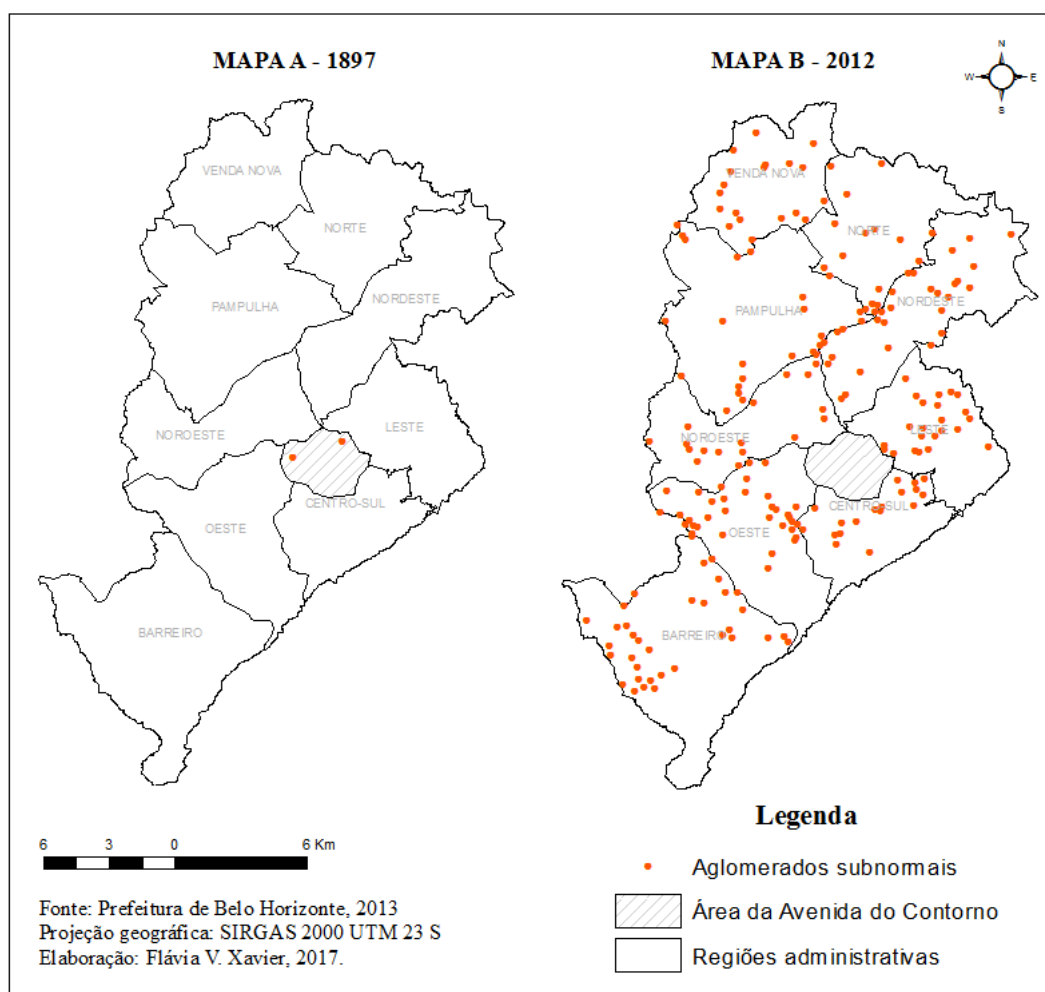 MAPA A - 1897
MAPA B - 2012
N
W
E
S
VENDA NOVA
NORTE
PAMPULHA
NORDESTE
NOROESTE
LESTE
CENTRO-SUL
OESTE
BARREIRO
VENDA NOVA
NORTE
PAMPULHA
NORDESTE
NOROESTE
LESTE
CENTRO-SUL
OESTE
BARREIRO
6 3 0 6 Km
Fonte: Prefeitura de Belo Horizonte, 2013
Projeção geográfica: SIRGAS 2000 UTM 23 S
Elaboração: Flávia V. Xavier, 2017.
Legenda
Aglomerados subnormais
Área da Avenida do Contorno
Regiões administrativas